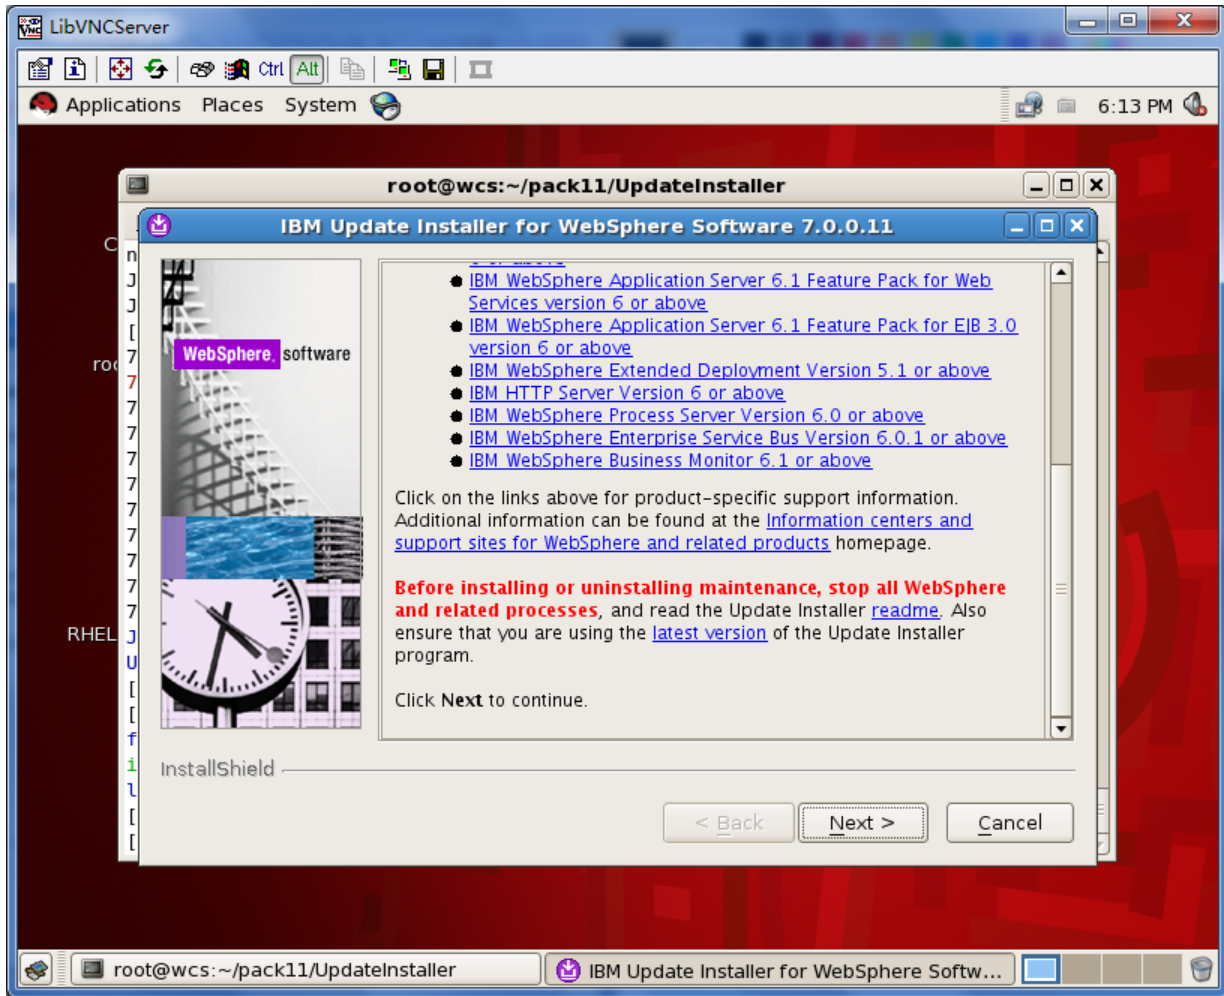 LibVNCServer
Ctrl Alt
Applications Places System 6:13 PM
root@wcs:~/pack11/UpdateInstaller
IBM Update Installer for WebSphere Software 7.0.0.11
WebSphere. software
6 or above
IBM WebSphere Application Server 6.1 Feature Pack for Web
Services version 6 or above
IBM WebSphere Application Server 6.1 Feature Pack for EJB 3.0
version 6 or above
IBM WebSphere Extended Deployment Version 5.1 or above
IBM HTTP Server Version 6 or above
IBM WebSphere Process Server Version 6.0 or above
IBM WebSphere Enterprise Service Bus Version 6.0.1 or above
IBM WebSphere Business Monitor 6.1 or above
Click on the links above for product-specific support information.
Additional information can be found at the Information centers and
support sites for WebSphere and related products homepage.
Before installing or uninstalling maintenance, stop all WebSphere
and related processes, and read the Update Installer readme. Also
ensure that you are using the latest version of the Update Installer
program.
Click Next to continue.
RHEL
InstallShield
< Back Next > Cancel
root@wcs:~/pack11/UpdateInstaller IBM Update Installer for WebSphere Softw...